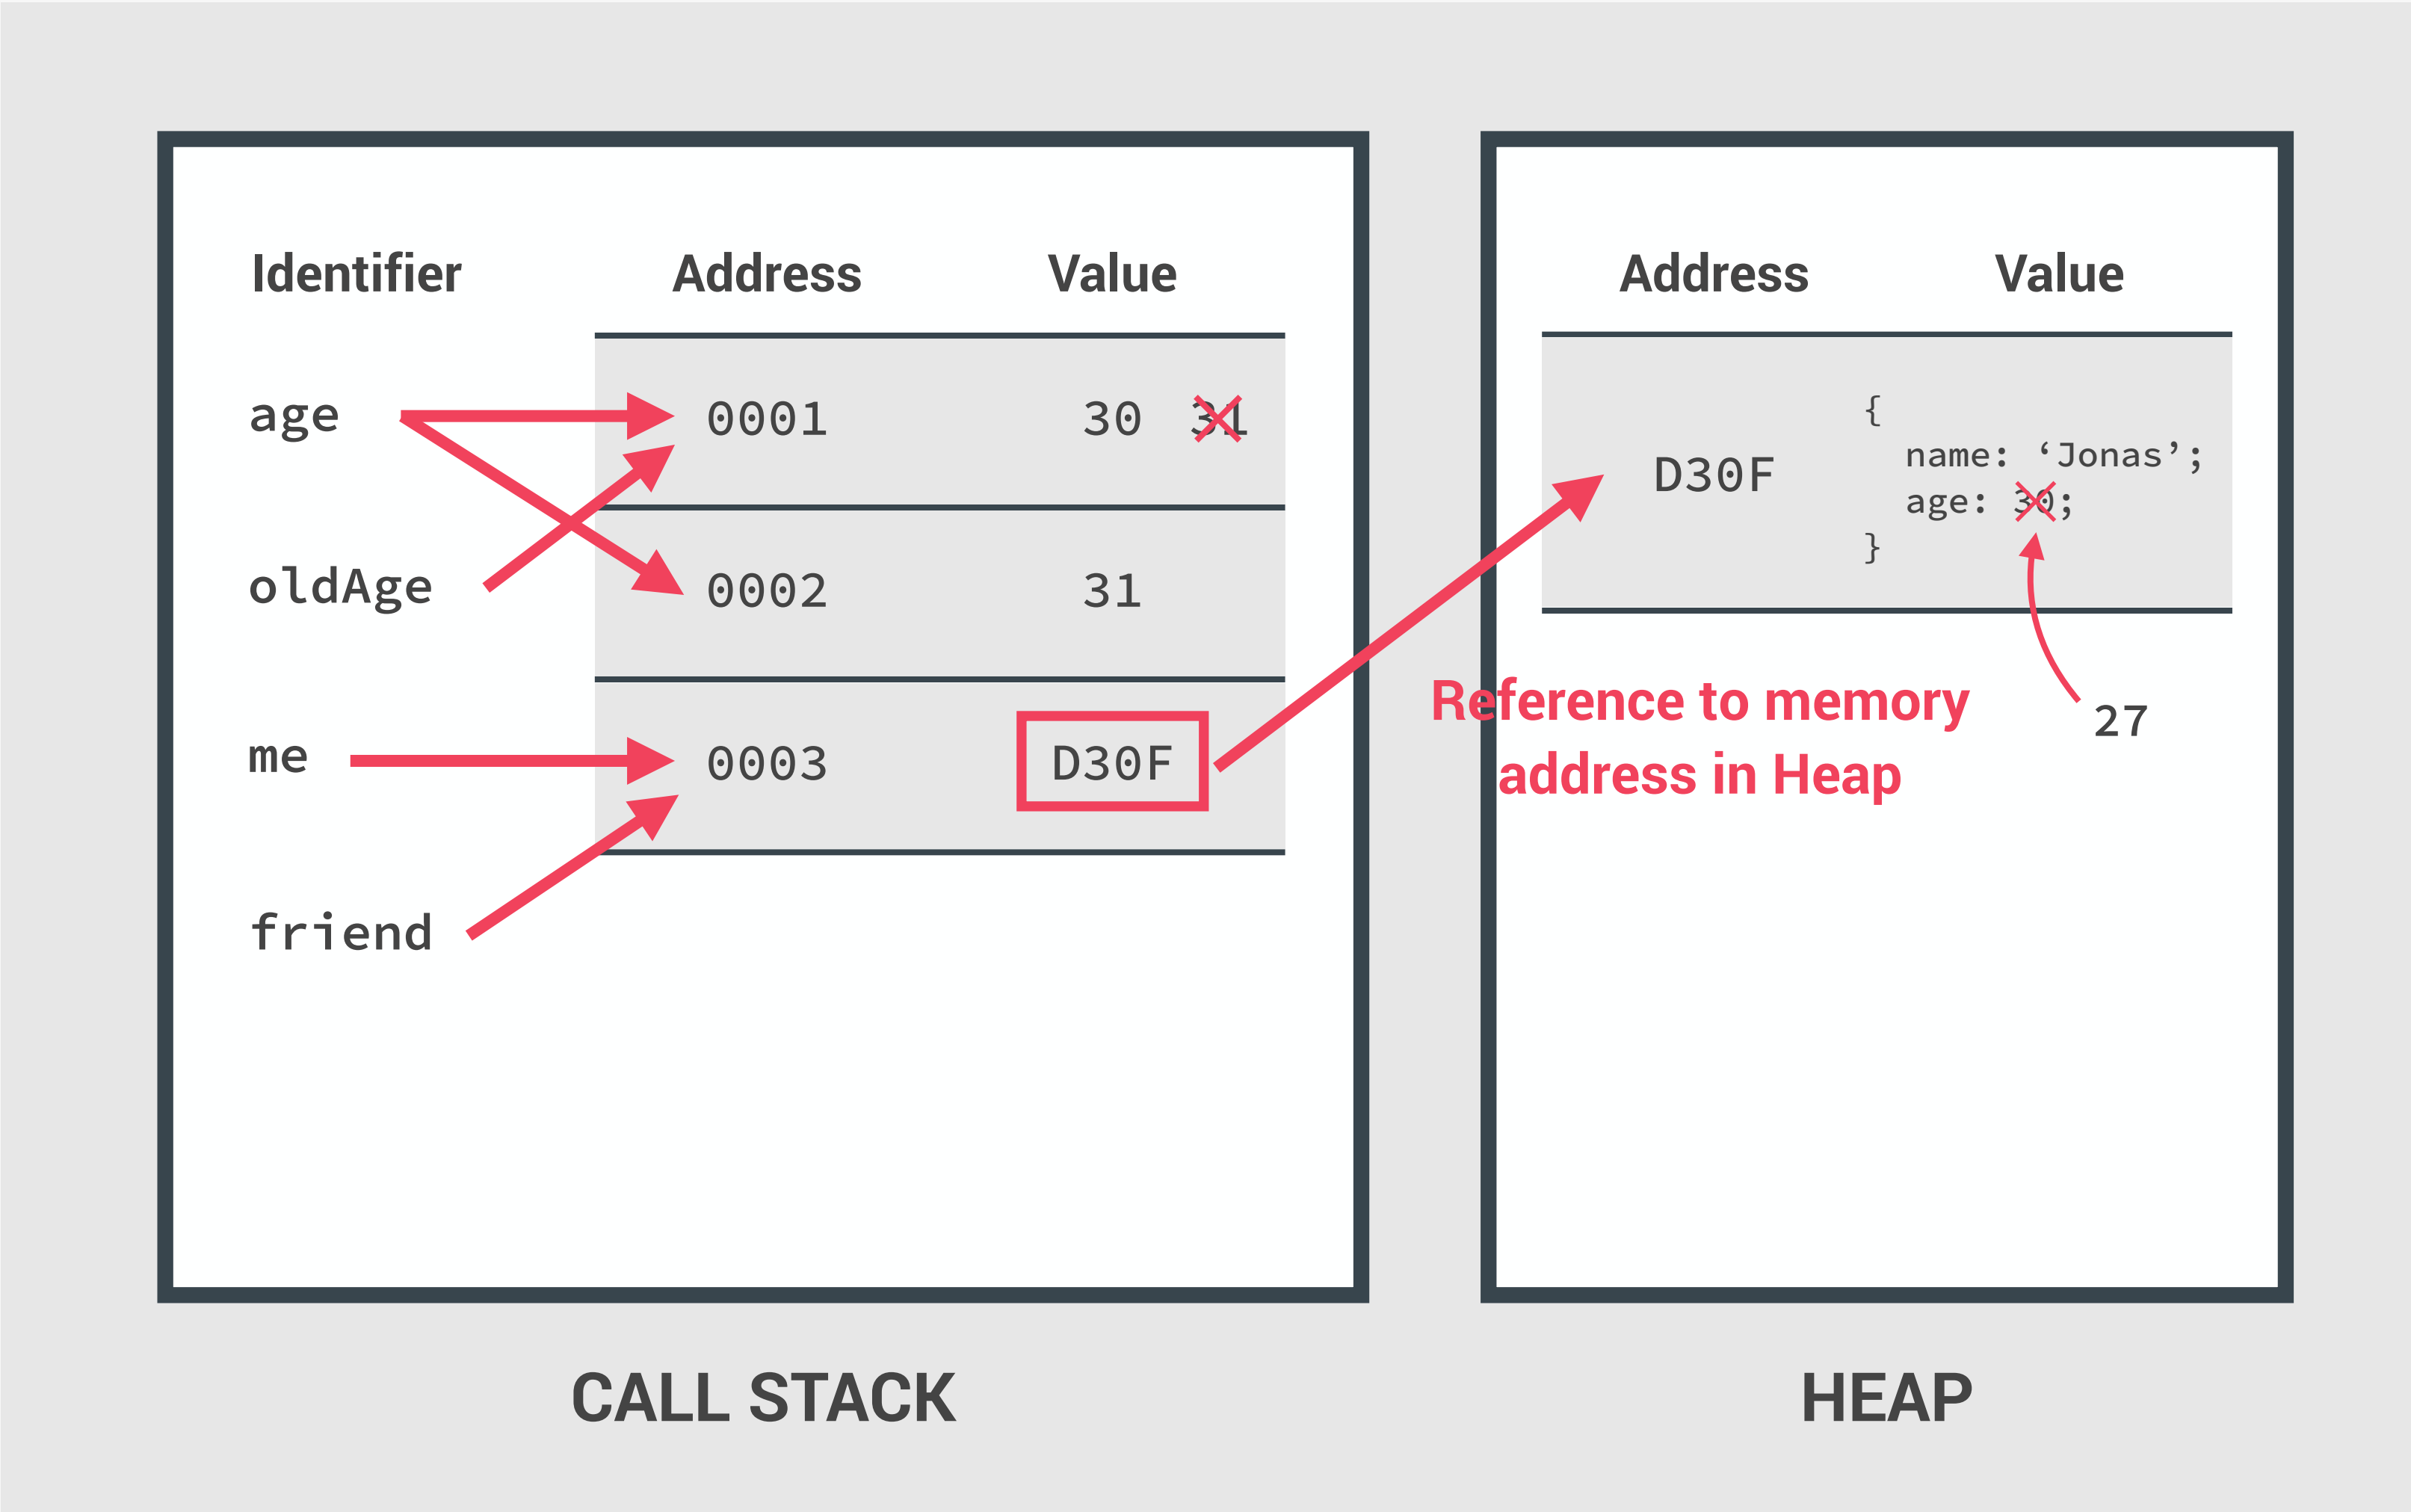 Identifier Address Value
age 0001 30 31
oldAge 0002 31
me 0003 D30F
friend
CALL STACK
Address Value
D30F
{
name: ‘Jonas’;
age: 30;
}
27
Reference to memory
address in Heap
HEAP